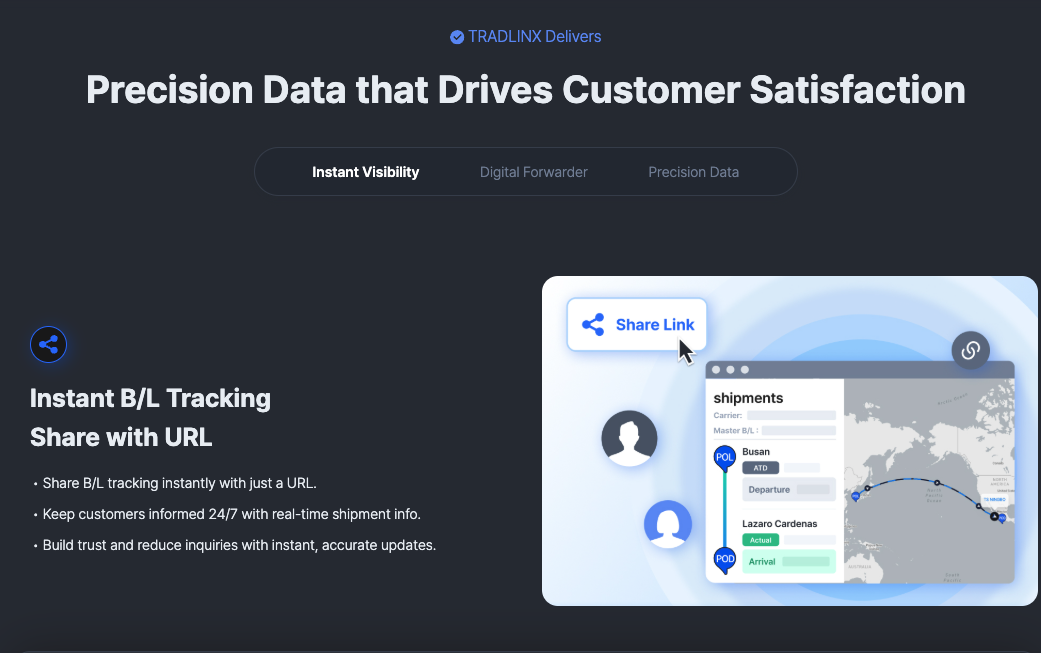 TRADLINX Delivers
Precision Data that Drives Customer Satisfaction
Instant Visibility
Digital Forwarder
Precision Data
Instant B/L Tracking
Share with URL
• Share B/L tracking instantly with just a URL.
• Keep customers informed 24/7 with real-time shipment info.
• Build trust and reduce inquiries with instant, accurate updates.
Share Link
shipments
Carrier:
Master B/L :
POL
Busan
ATD
Departure
Lazaro Cardenas
Actual
POD
Arrival